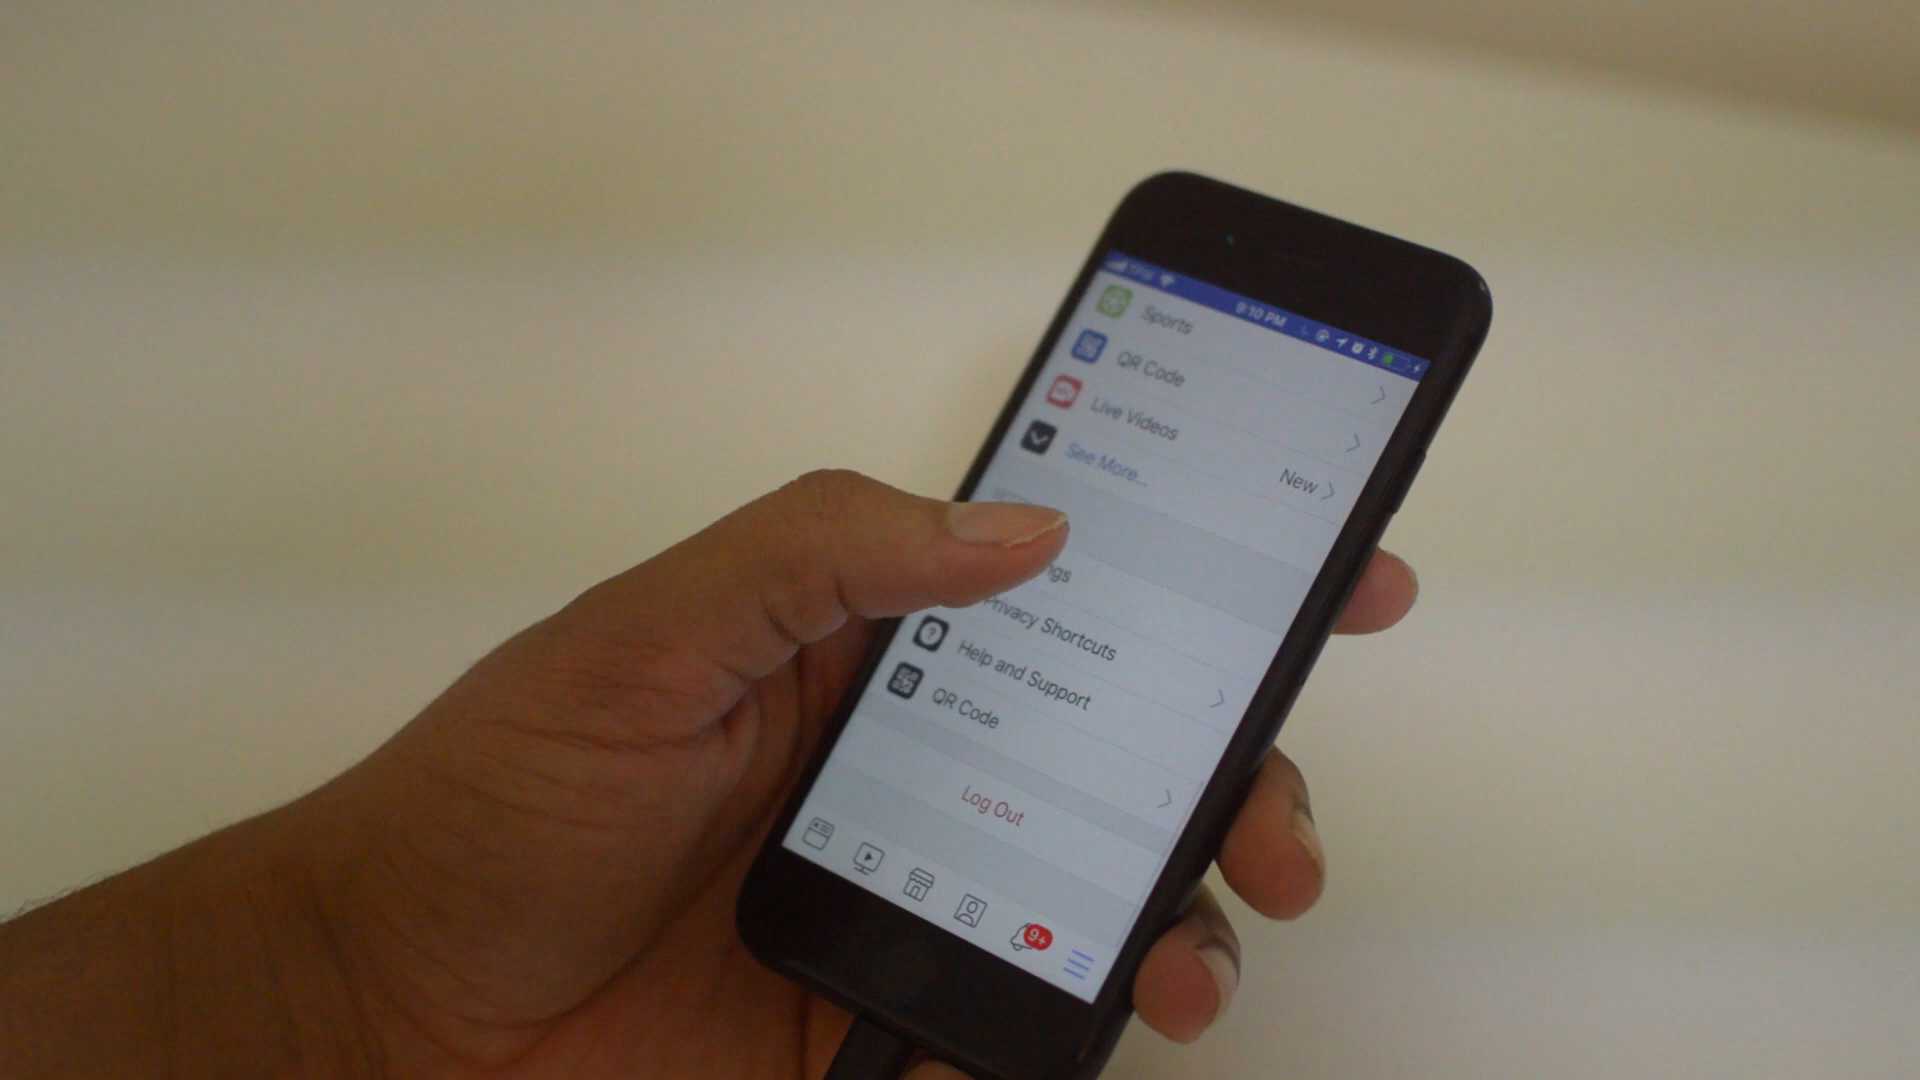 9:10 PM
Sports
QR Code
Live Videos
New
See More...
ngs
Privacy Shortcuts
Help and Support
QR Code
Log Out
9+